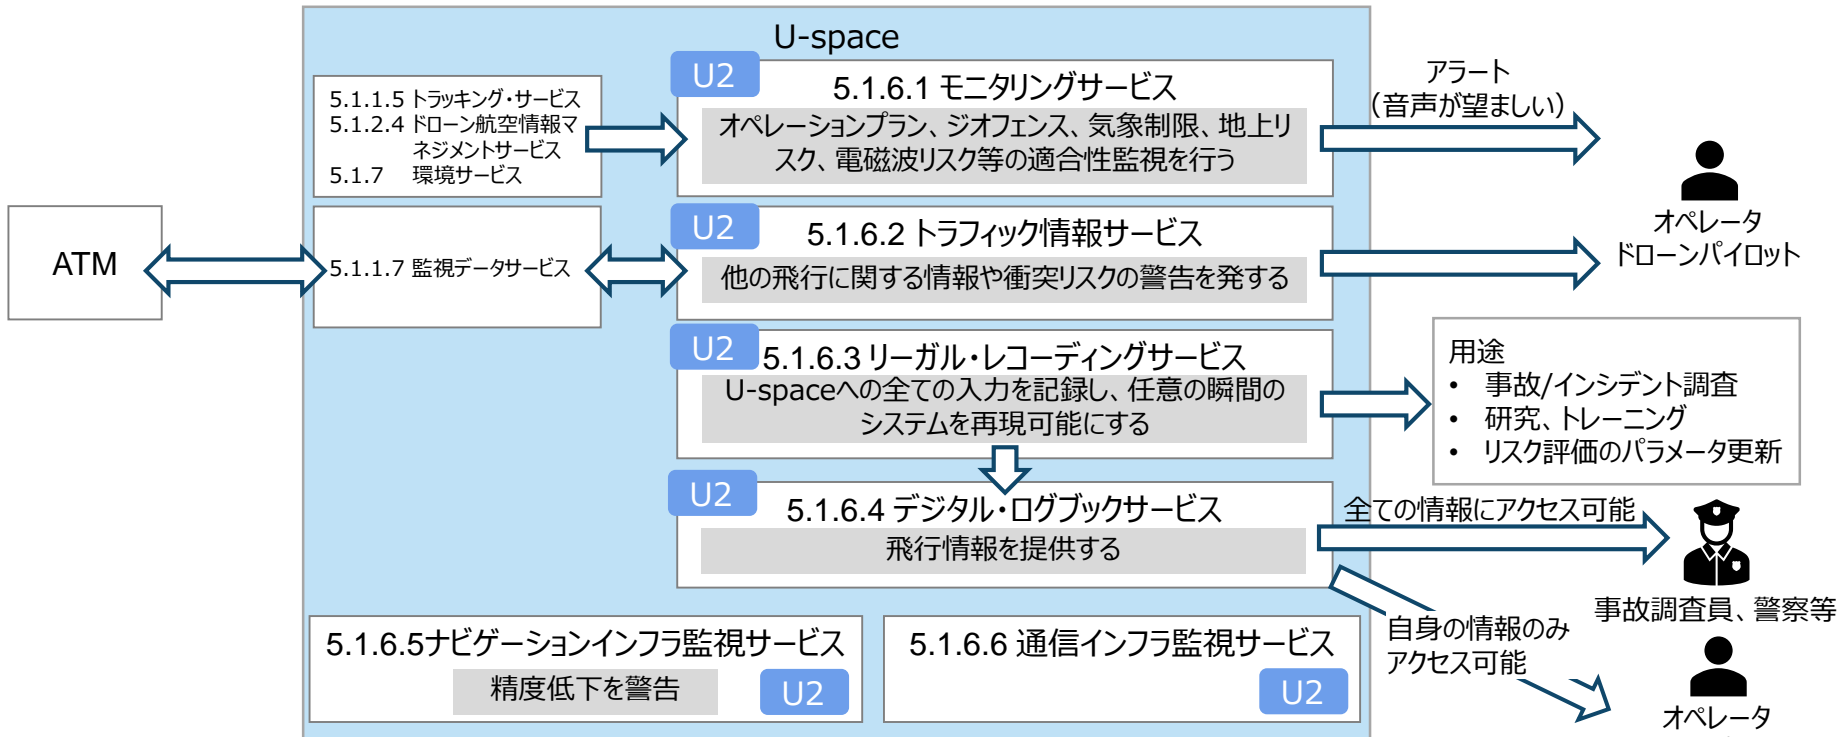 U-space
5.1.1.5 トラッキング・サービス
5.1.2.4 ドローン航空情報マ
ネジメントサービス
5.1.7 環境サービス
U2
5.1.6.1 モニタリングサービス
オペレーションプラン、ジオフェンス、気象制限、地上リ
スク、電磁波リスク等の適合性監視を行う
アラート
（音声が望ましい）
オペレータ
ドローンパイロット
ATM
5.1.1.7 監視データサービス
U2
5.1.6.2 トラフィック情報サービス
他の飛行に関する情報や衝突リスクの警告を発する
U2
5.1.6.3 リーガル・レコーディングサービス
U-spaceへの全ての入力を記録し、任意の瞬間の
システムを再現可能にする
用途
• 事故/インシデント調査
• 研究、トレーニング
• リスク評価のパラメータ更新
U2
5.1.6.4 デジタル・ログブックサービス
飛行情報を提供する
全ての情報にアクセス可能
事故調査員、警察等
自身の情報のみ
アクセス可能
オペレータ
5.1.6.5ナビゲーションインフラ監視サービス
精度低下を警告
U2
5.1.6.6 通信インフラ監視サービス
U2